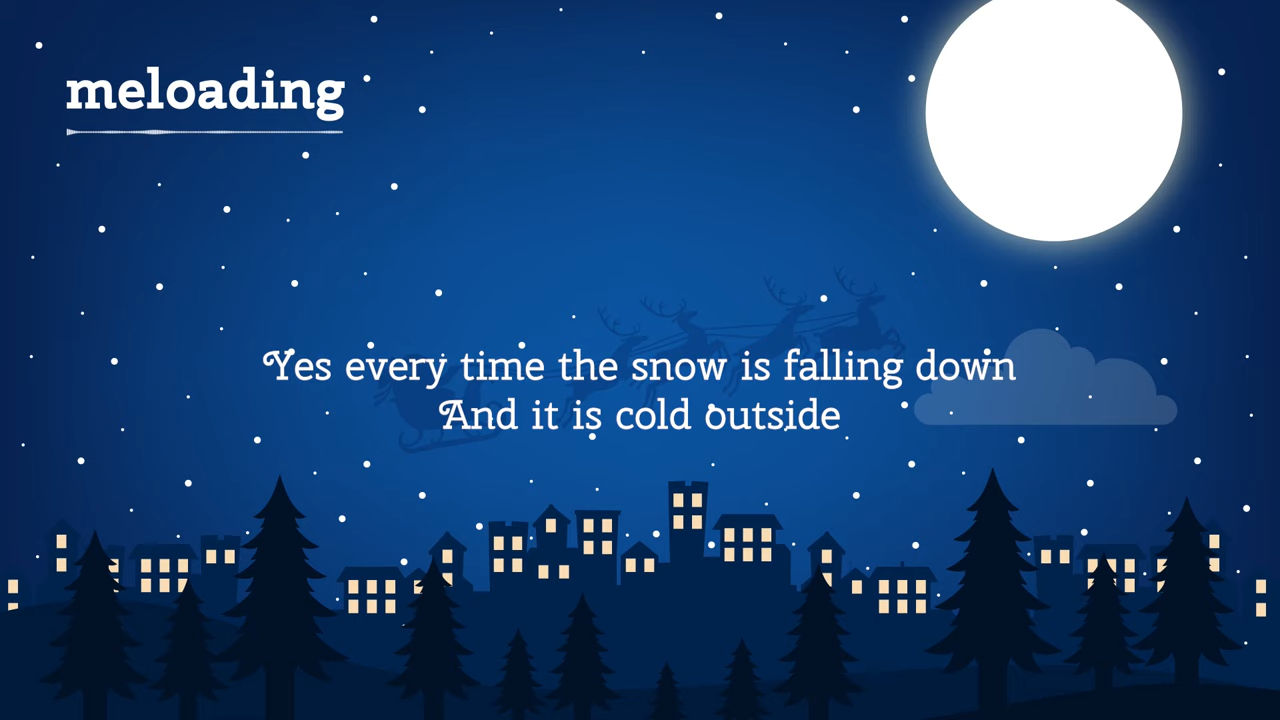 meloading
Yes every time the snow is falling down
And it is cold outside